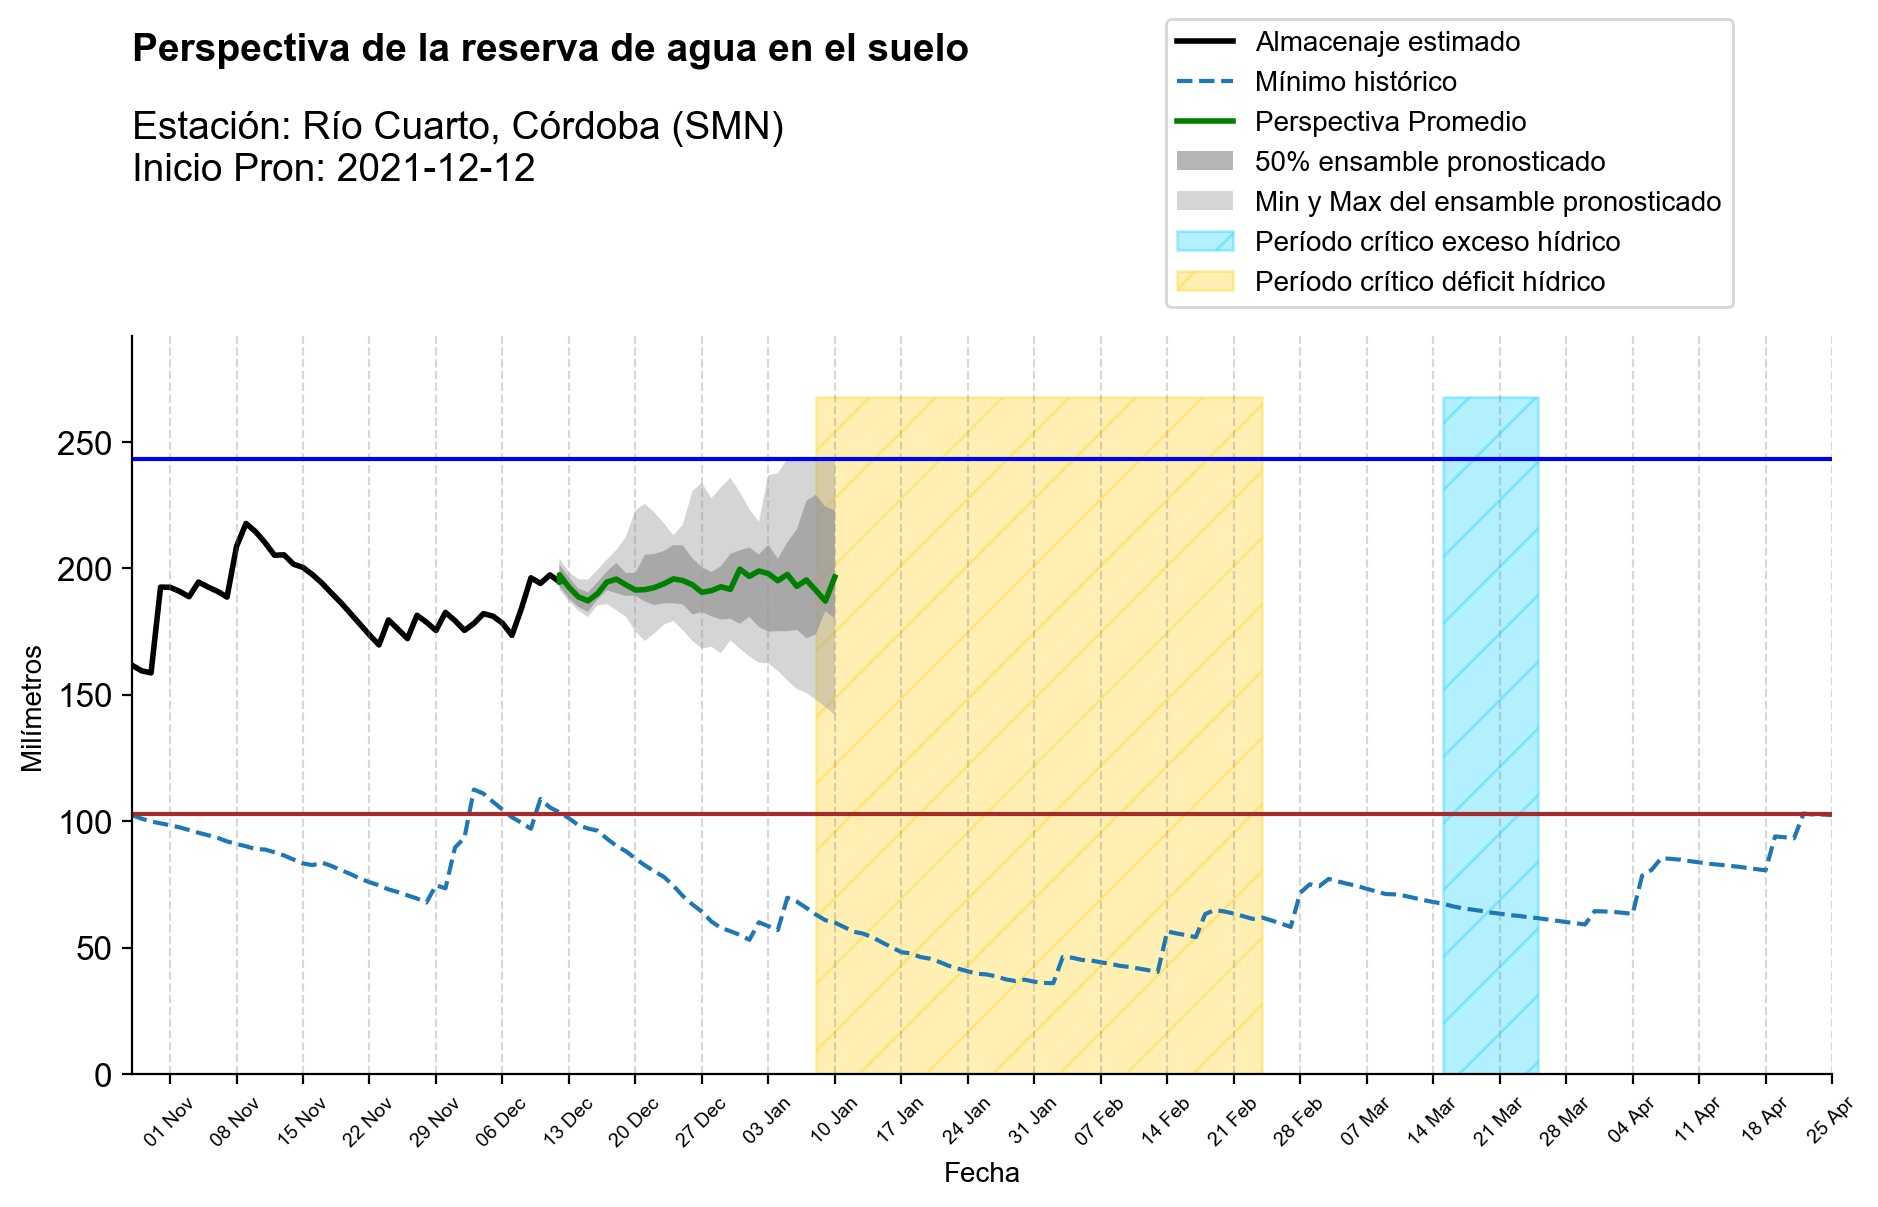 Perspectiva de la reserva de agua en el suelo
Estación: Río Cuarto, Córdoba (SMN)
Inicio Pron: 2021-12-12
Almacenaje estimado
Mínimo histórico
Perspectiva Promedio
50% ensamble pronosticado
Min y Max del ensamble pronosticado
Período crítico exceso hídrico
Período crítico déficit hídrico
Milímetros
250
200
150
100
50
0
01 Nov
08 Nov
15 Nov
22 Nov
29 Nov
06 Dec
13 Dec
20 Dec
27 Dec
03 Jan
10 Jan
17 Jan
24 Jan
31 Jan
07 Feb
14 Feb
21 Feb
28 Feb
07 Mar
14 Mar
21 Mar
28 Mar
04 Apr
11 Apr
18 Apr
25 Apr
Fecha